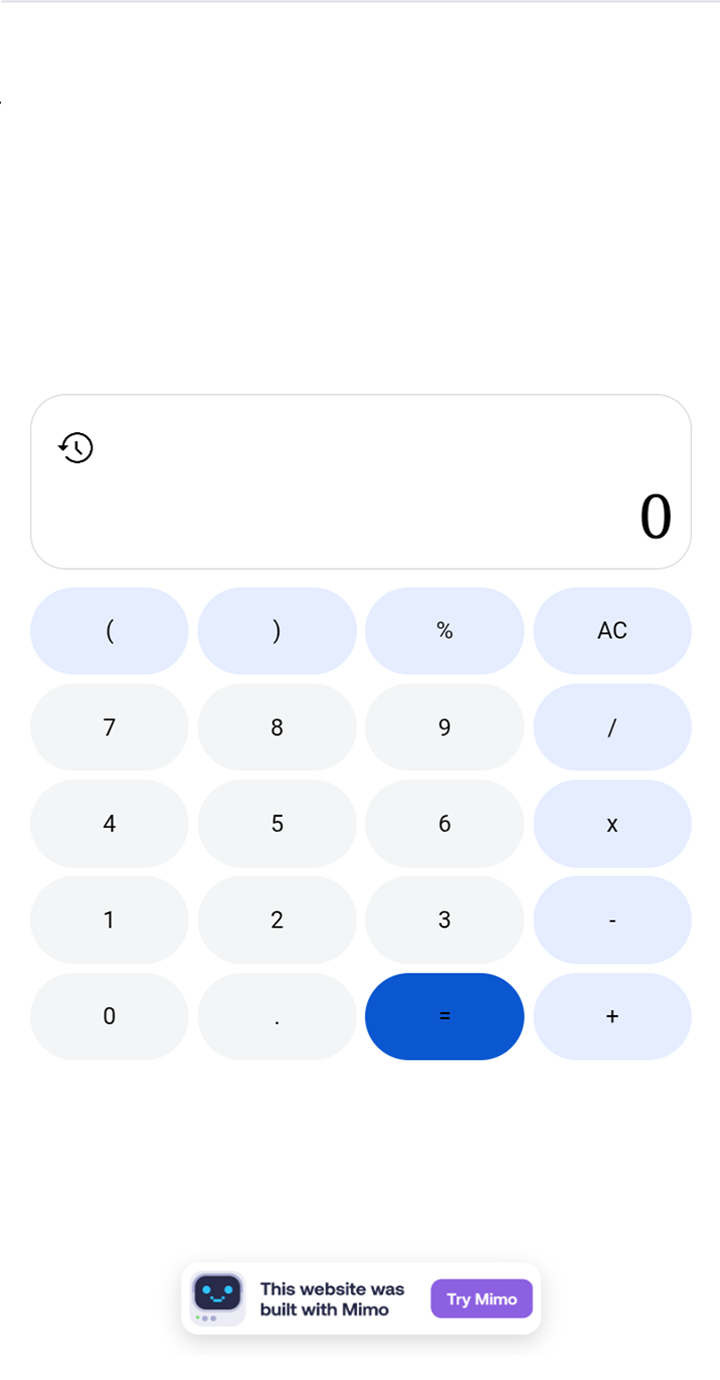 0
( ) % AC
7 8 9 /
4 5 6 x
1 2 3 -
0 . = +
This website was
built with Mimo
Try Mimo